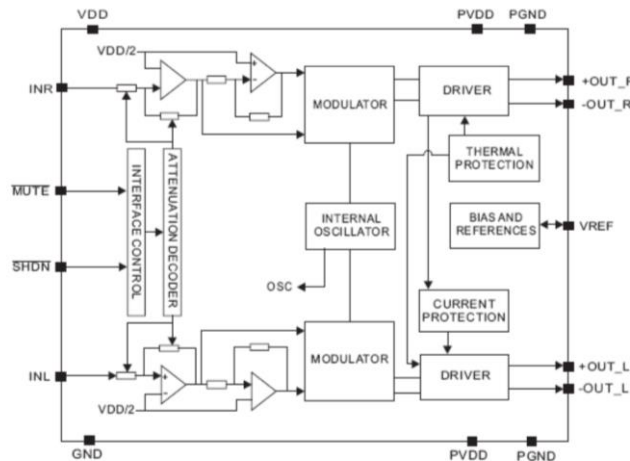 VDD
PVDD
PGND
VDD/2
INR
MODULATOR
DRIVER
+OUT_R
-OUT_R
THERMAL
PROTECTION
MUTE
SHDN
INTERFACE CONTROL
ATTENUATION DECODER
INTERNAL
OSCILLATOR
BIAS AND
REFERENCES
VREF
OSC
CURRENT
PROTECTION
MODULATOR
DRIVER
INL
+OUT_L
-OUT_L
VDD/2
GND
PVDD
PGND